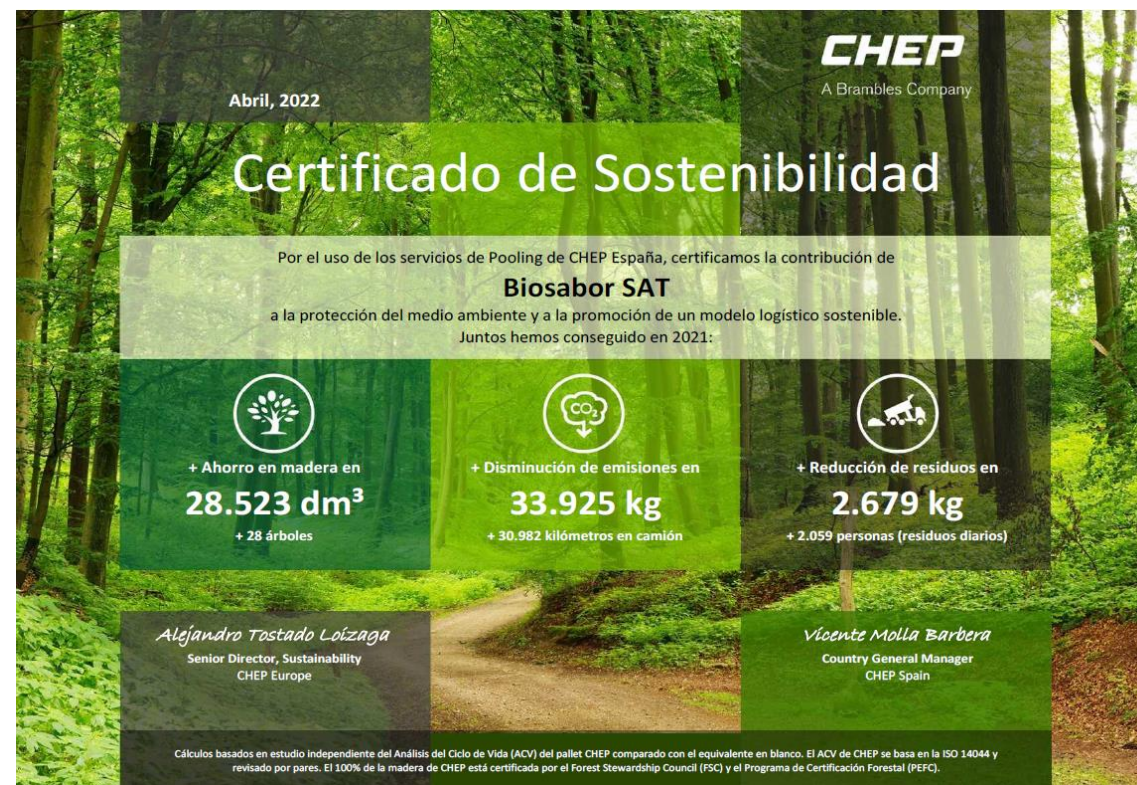 CHEP
A Brambles Company
Abril, 2022
Certificado de Sostenibilidad
Por el uso de los servicios de Pooling de CHEP España, certificamos la contribución de
Biosabor SAT
a la protección del medio ambiente y a la promoción de un modelo logístico sostenible.
Juntos hemos conseguido en 2021:
+ Ahorro en madera en
28.523 dm³
+ 28 árboles
CO₂
+ Disminución de emisiones en
33.925 kg
+ 30.982 kilómetros en camión
+ Reducción de residuos en
2.679 kg
+ 2.059 personas (residuos diarios)
Alejandro Tostado Loízaga
Senior Director, Sustainability
CHEP Europe
Vicente Molla Barbera
Country General Manager
CHEP Spain
Cálculos basados en estudio independiente del Análisis del Ciclo de Vida (ACV) del pallet CHEP comparado con el equivalente en blanco. El ACV de CHEP se basa en la ISO 14044 y
revisado por pares. El 100% de la madera de CHEP está certificada por el Forest Stewardship Council (FSC) y el Programa de Certificación Forestal (PEFC).